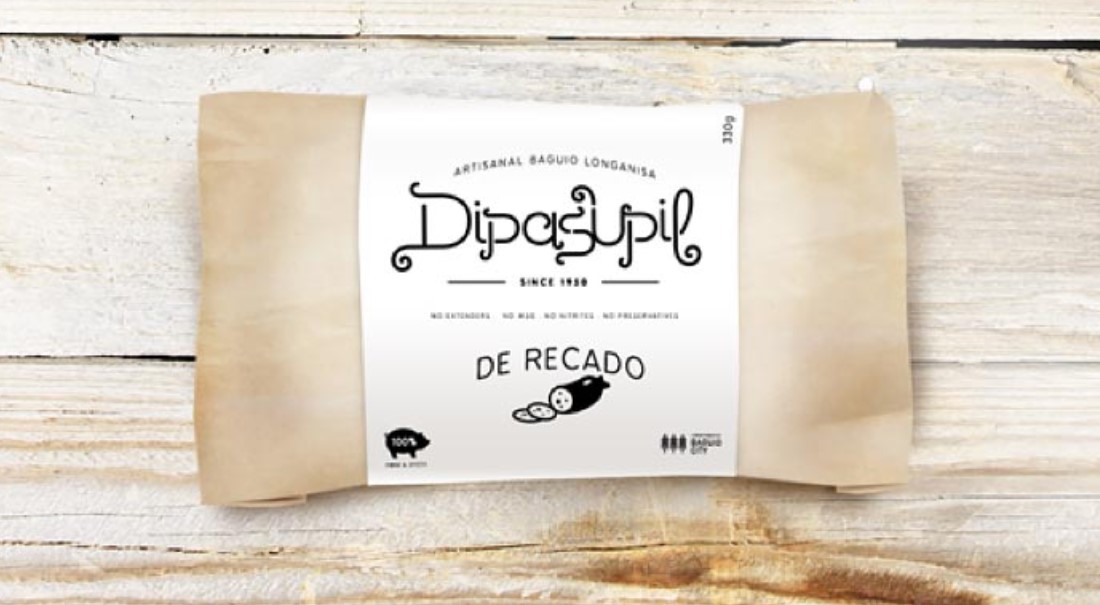 330g
ARTISANAL BAGUIO LONGANISA
Dipasupil
SINCE 1950
NO EXTENDERS · NO MSG · NO NITRITES · NO PRESERVATIVES
DE RECADO
100%
BAGUIO
CITY